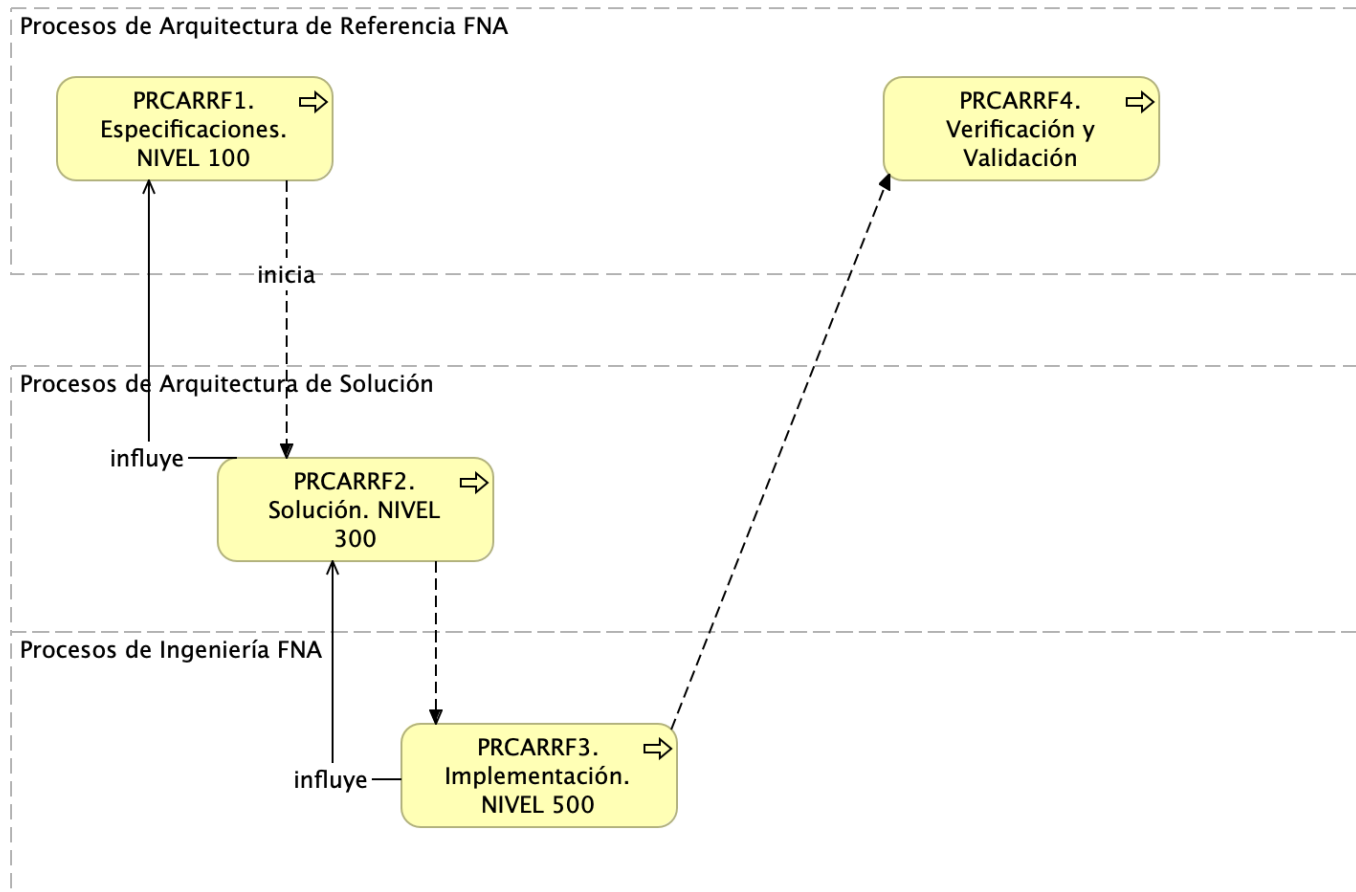 Procesos de Arquitectura de Referencia FNA
PRCARRF1.
Especificaciones.
NIVEL 100
PRCARRF4.
Verificación y
Validación
inicia
Procesos de Arquitectura de Solución
influye
PRCARRF2.
Solución. NIVEL
300
Procesos de Ingeniería FNA
PRCARRF3.
Implementación.
NIVEL 500
influye